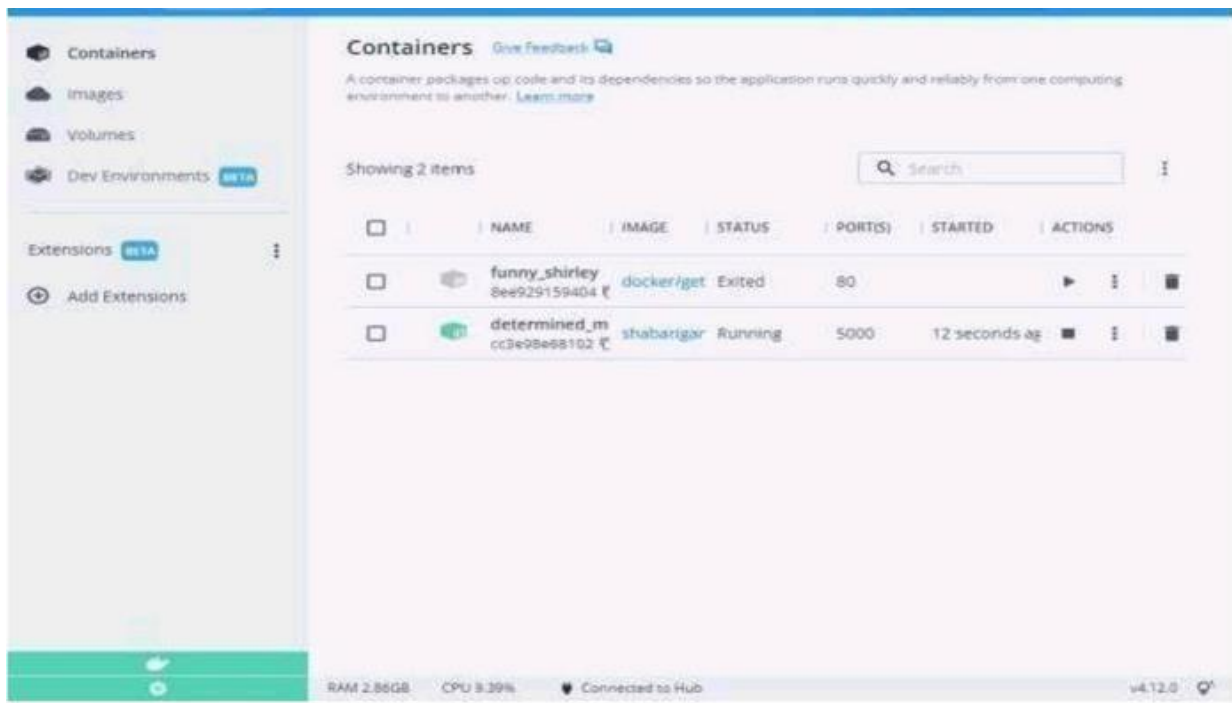 Containers
Images
Volumes
Dev Environments BETA
Extensions BETA
Add Extensions
Containers Give Feedback
A container packages up code and its dependencies so the application runs quickly and reliably from one computing
environment to another. Learn more
Showing 2 items
Search
NAME IMAGE STATUS PORT(S) STARTED ACTIONS
funny_shirley docker/get Exited 80
8ee929159404
determined_m shabarigar Running 5000 12 seconds ag
cc3e98e68102
RAM 2.86GB CPU 9.39% Connected to Hub v4.12.0